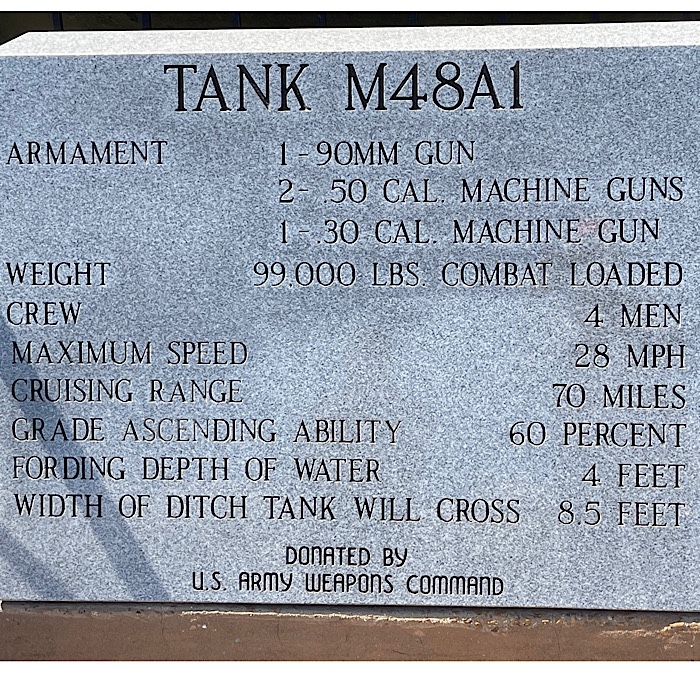 TANK M48A1
ARMAMENT 1 - 90MM GUN
2 - .50 CAL. MACHINE GUNS
1 - .30 CAL. MACHINE GUN
WEIGHT 99,000 LBS. COMBAT LOADED
CREW 4 MEN
MAXIMUM SPEED 28 MPH
CRUISING RANGE 70 MILES
GRADE ASCENDING ABILITY 60 PERCENT
FORDING DEPTH OF WATER 4 FEET
WIDTH OF DITCH TANK WILL CROSS 8.5 FEET
DONATED BY
U.S. ARMY WEAPONS COMMAND